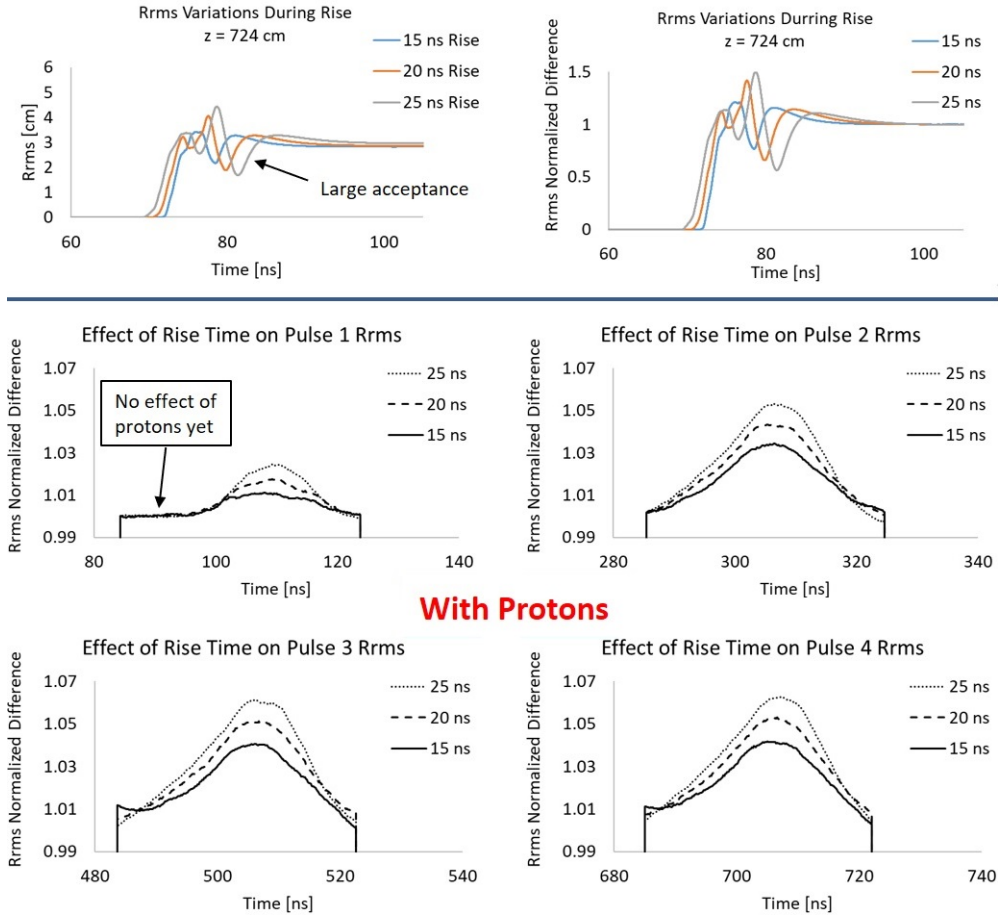 Rrms Variations During Rise
z = 724 cm
15 ns Rise
20 ns Rise
25 ns Rise
Rrms [cm]
6
5
4
3
2
1
0
Large acceptance
60
80
100
Time [ns]
Rrms Variations Durring Rise
z = 724 cm
15 ns
20 ns
25 ns
Rrms Normalized Difference
1.5
1
0.5
0
60
80
100
Time [ns]
Effect of Rise Time on Pulse 1 Rrms
Rrms Normalized Difference
1.07
1.05
1.03
1.01
0.99
No effect of
protons yet
25 ns
20 ns
15 ns
80
100
120
140
Time [ns]
Effect of Rise Time on Pulse 2 Rrms
Rrms Normalized Difference
1.07
1.05
1.03
1.01
0.99
25 ns
20 ns
15 ns
280
300
320
340
Time [ns]
With Protons
Effect of Rise Time on Pulse 3 Rrms
Rrms Normalized Difference
1.07
1.05
1.03
1.01
0.99
25 ns
20 ns
15 ns
480
500
520
540
Time [ns]
Effect of Rise Time on Pulse 4 Rrms
Rrms Normalized Difference
1.07
1.05
1.03
1.01
0.99
25 ns
20 ns
15 ns
680
700
720
740
Time [ns]